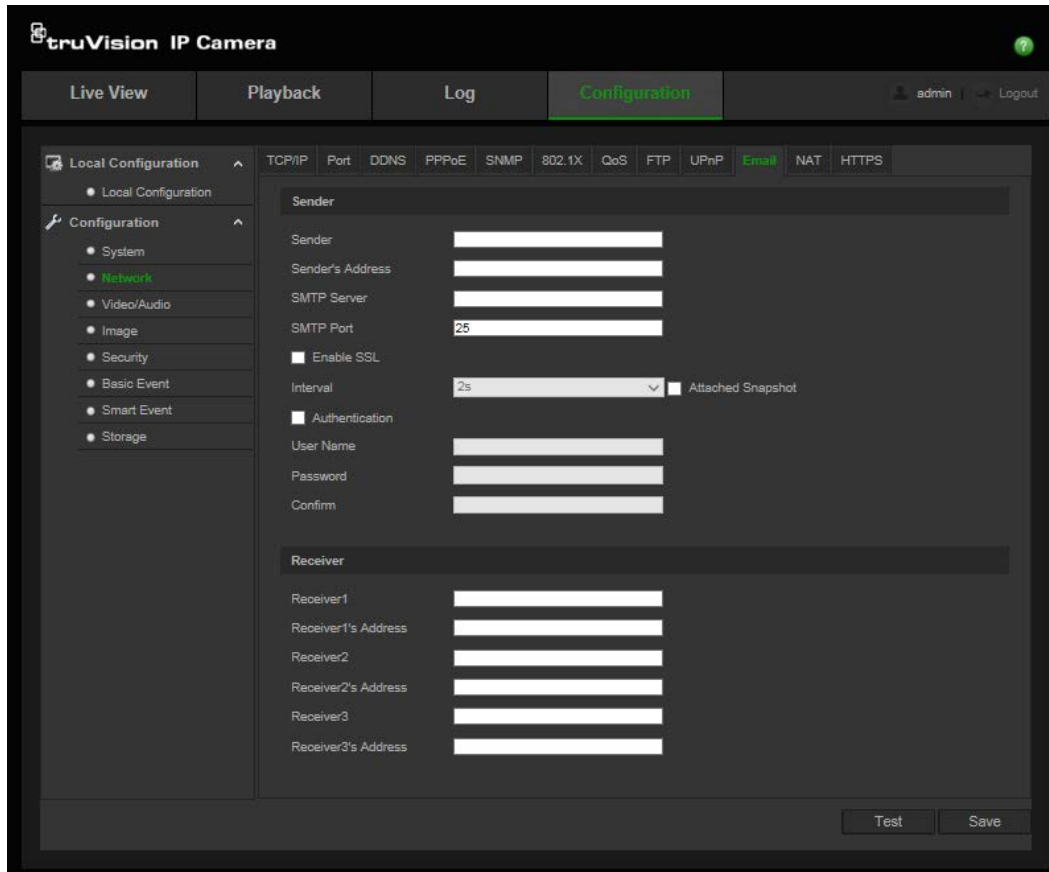 truVision IP Camera
?
Live View Playback Log Configuration admin | Logout
Local Configuration
Local Configuration
Configuration
System
Network
Video/Audio
Image
Security
Basic Event
Smart Event
Storage
TCP/IP Port DDNS PPPoE SNMP 802.1X QoS FTP UPnP Email NAT HTTPS
Sender
Sender
Sender's Address
SMTP Server
SMTP Port 25
Enable SSL
Interval 2s Attached Snapshot
Authentication
User Name
Password
Confirm
Receiver
Receiver1
Receiver1's Address
Receiver2
Receiver2's Address
Receiver3
Receiver3's Address
Test Save